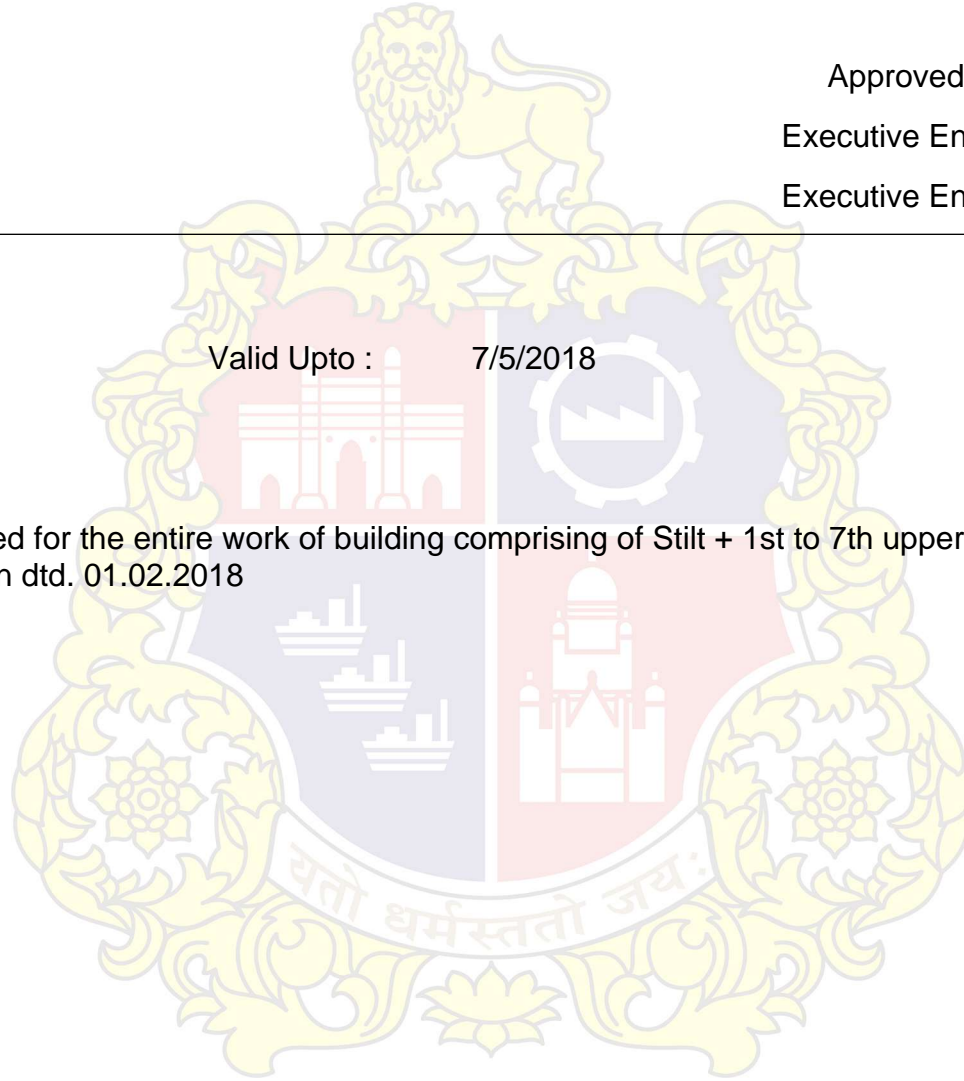 Approved
Executive En
Executive En
Valid Upto : 7/5/2018
ed for the entire work of building comprising of Stilt + 1st to 7th upper
n dtd. 01.02.2018
यतो धर्मस्ततो जय: